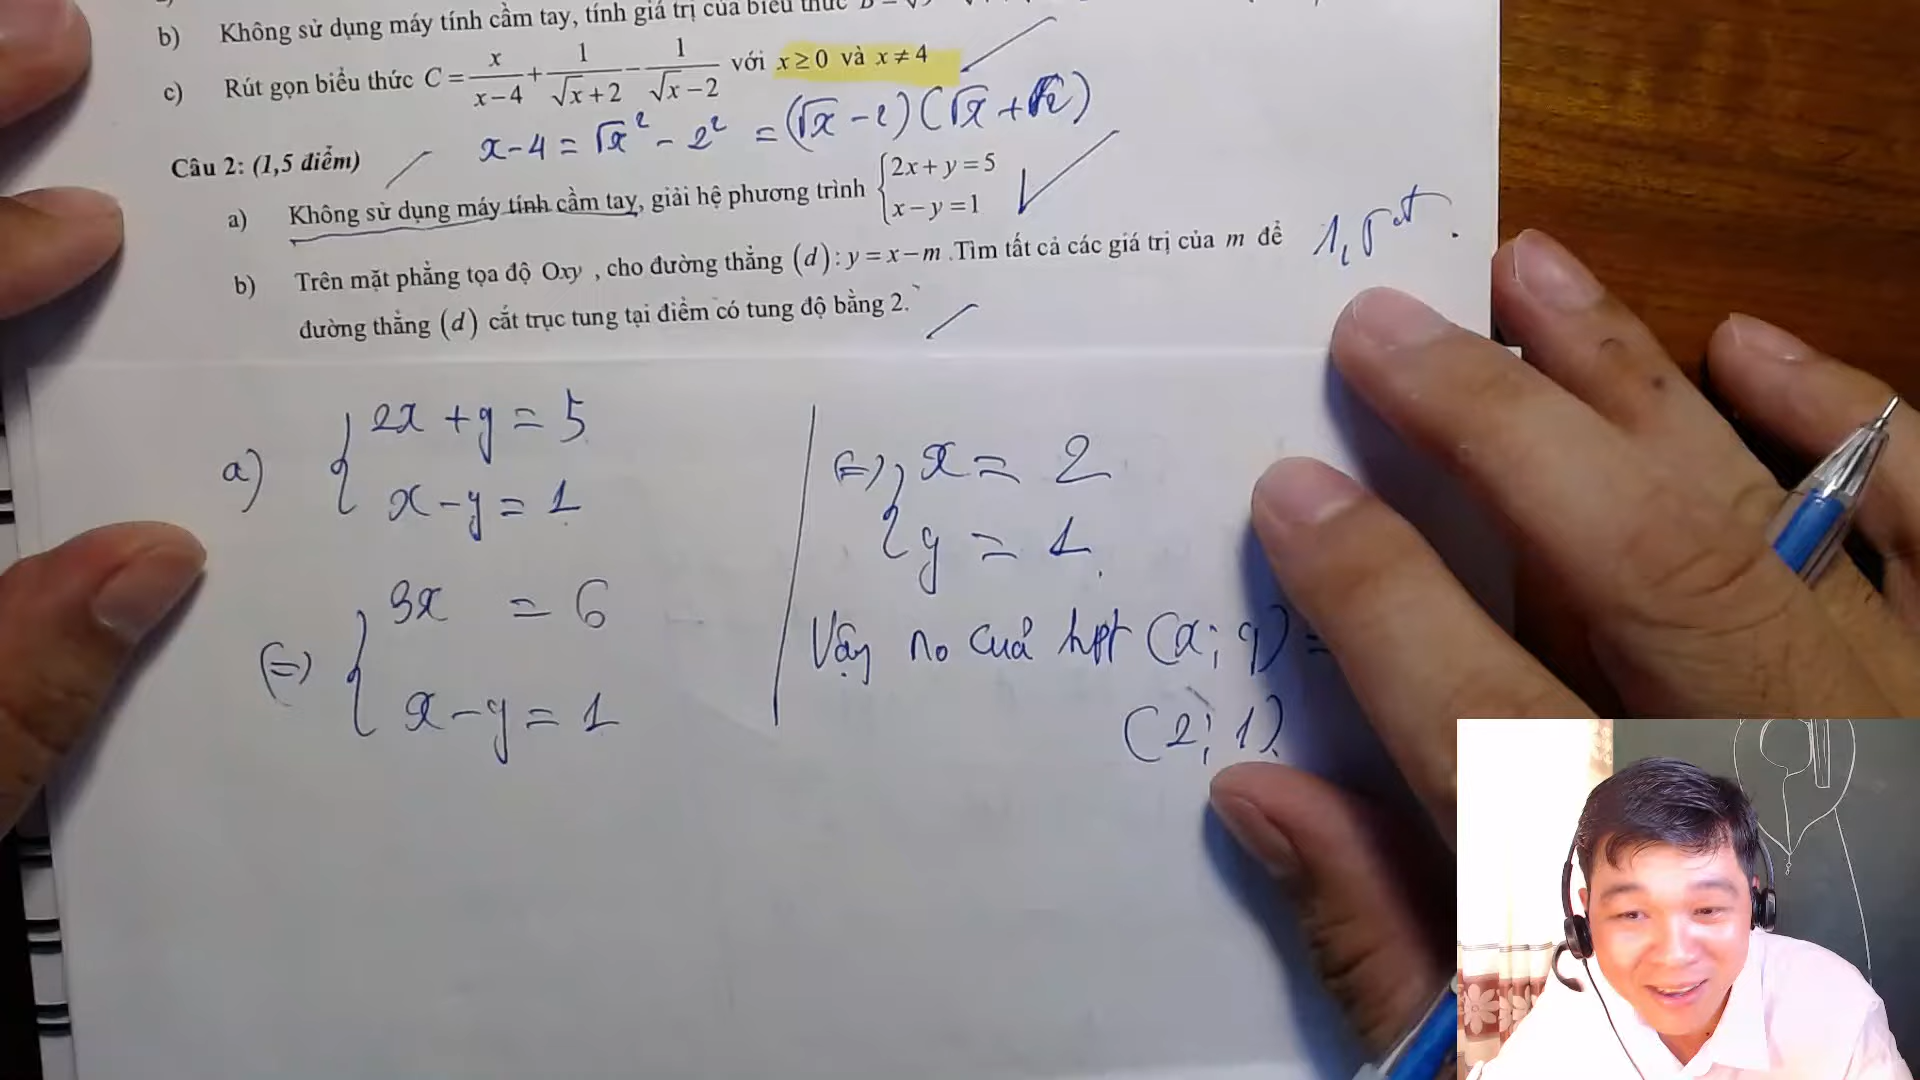 b) Không sử dụng máy tính cầm tay, tính giá trị của biểu thức B =
c) Rút gọn biểu thức C = x/(x−4) + 1/(√x+2) − 1/(√x−2) với x ≥ 0 và x ≠ 4
x−4 = √x² − 2² = (√x − 2)(√x + 2)
Câu 2: (1,5 điểm)
a) Không sử dụng máy tính cầm tay, giải hệ phương trình { 2x + y = 5
x − y = 1
b) Trên mặt phẳng tọa độ Oxy , cho đường thẳng (d): y = x − m .Tìm tất cả các giá trị của m để
đường thẳng (d) cắt trục tung tại điểm có tung độ bằng 2.
1,5đ
a) { 2x + y = 5
x − y = 1
(=) { 3x = 6
x − y = 1
(=) { x = 2
y = 1.
Vậy no của hpt (x; y) =
(2; 1).